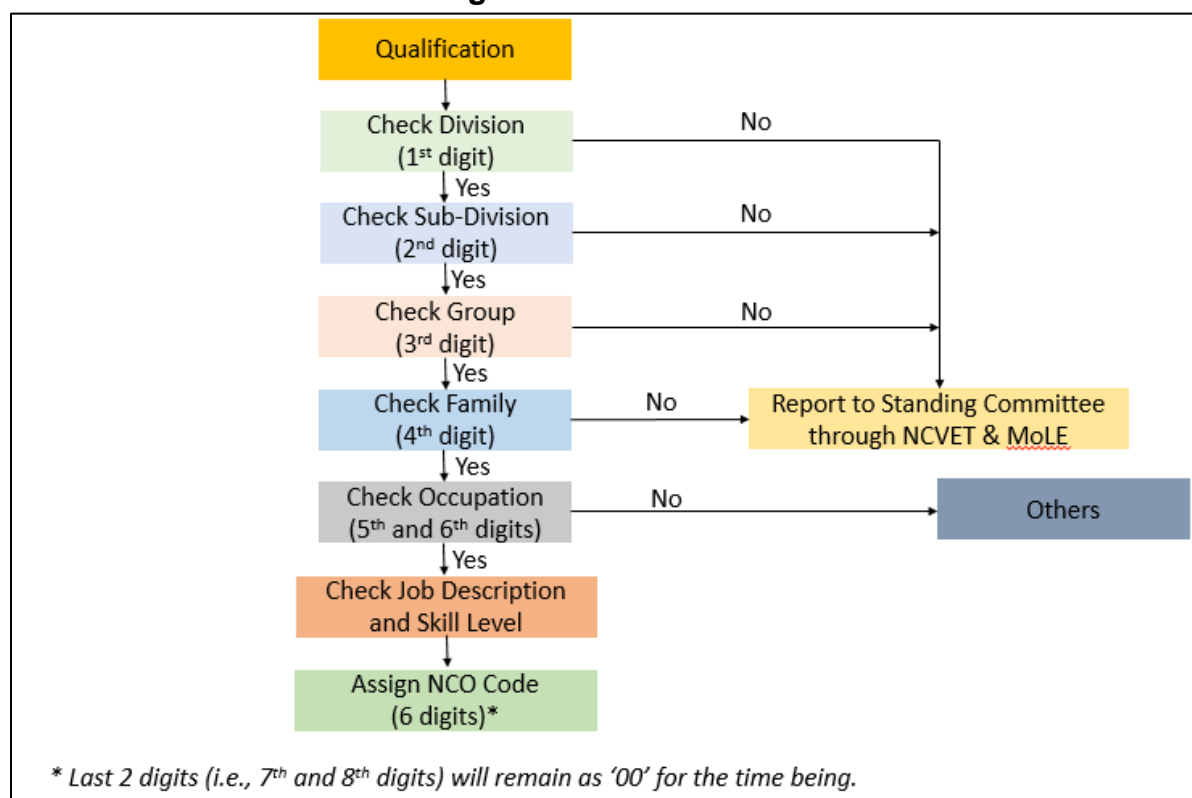 Qualification
Check Division
(1st digit)
No
Yes
Check Sub-Division
(2nd digit)
No
Yes
Check Group
(3rd digit)
No
Yes
Check Family
(4th digit)
No
Report to Standing Committee
through NCVET & MoLE
Yes
Check Occupation
(5th and 6th digits)
No
Others
Yes
Check Job Description
and Skill Level
Assign NCO Code
(6 digits)*
* Last 2 digits (i.e., 7th and 8th digits) will remain as ‘00’ for the time being.